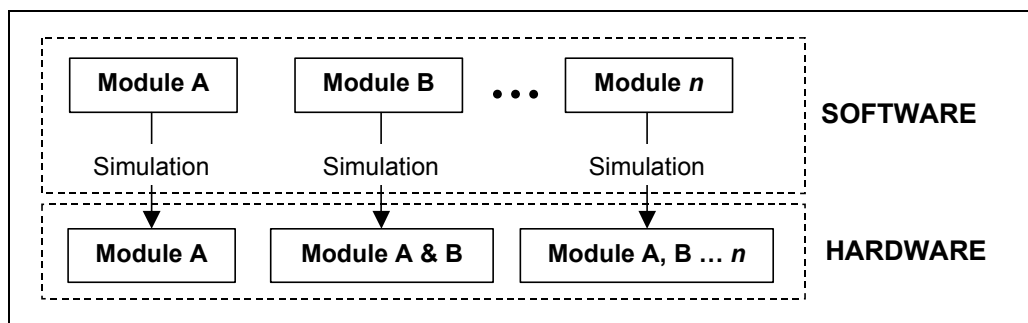 Module A Module B ••• Module n
SOFTWARE
Simulation Simulation Simulation
Module A Module A & B Module A, B … n
HARDWARE